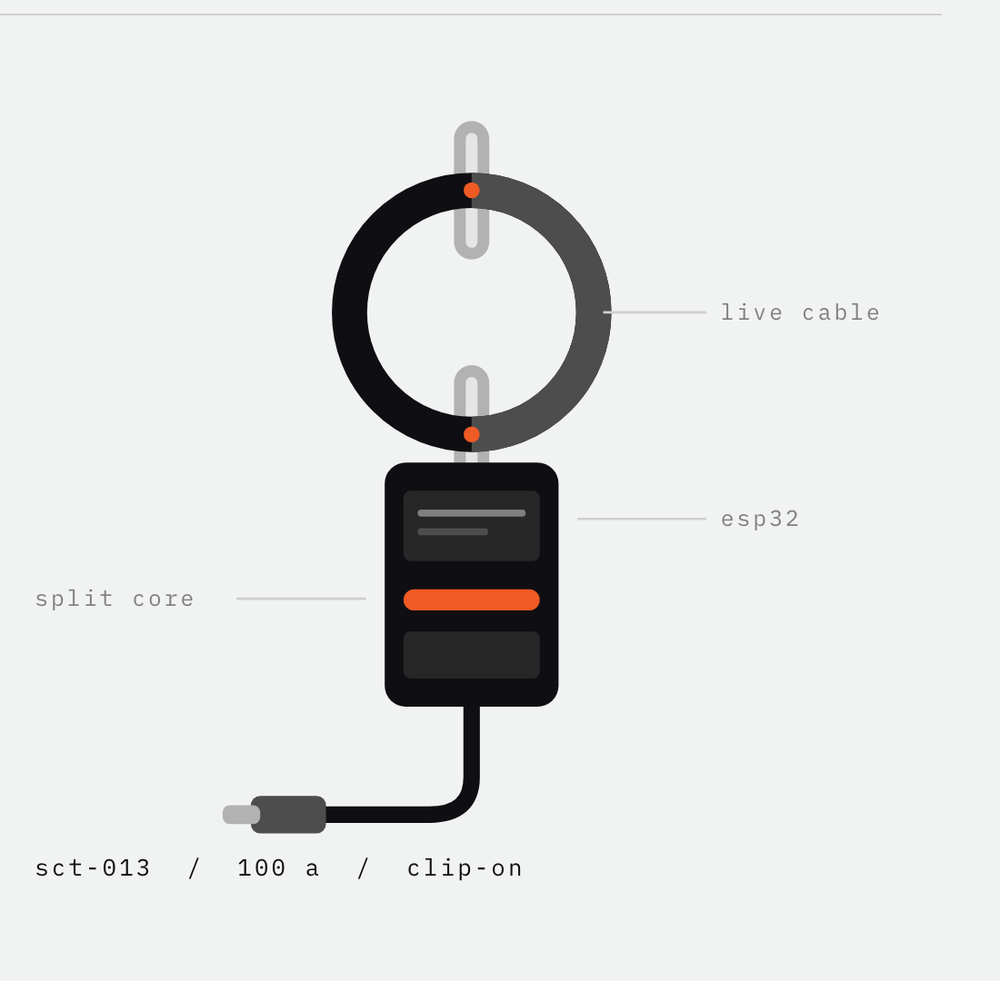 live cable
esp32
split core
sct-013 / 100 a / clip-on